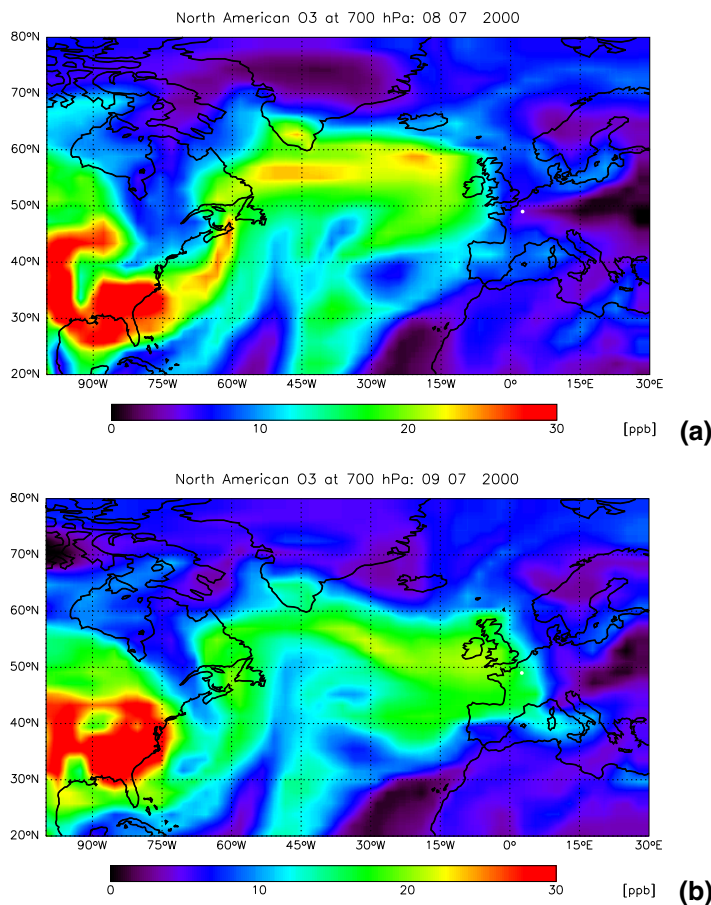 North American O3 at 700 hPa: 08 07 2000
80°N
70°N
60°N
50°N
40°N
30°N
20°N
90°W 75°W 60°W 45°W 30°W 15°W 0° 15°E 30°E
0 10 20 30 [ppb] (a)
North American O3 at 700 hPa: 09 07 2000
80°N
70°N
60°N
50°N
40°N
30°N
20°N
90°W 75°W 60°W 45°W 30°W 15°W 0° 15°E 30°E
0 10 20 30 [ppb] (b)